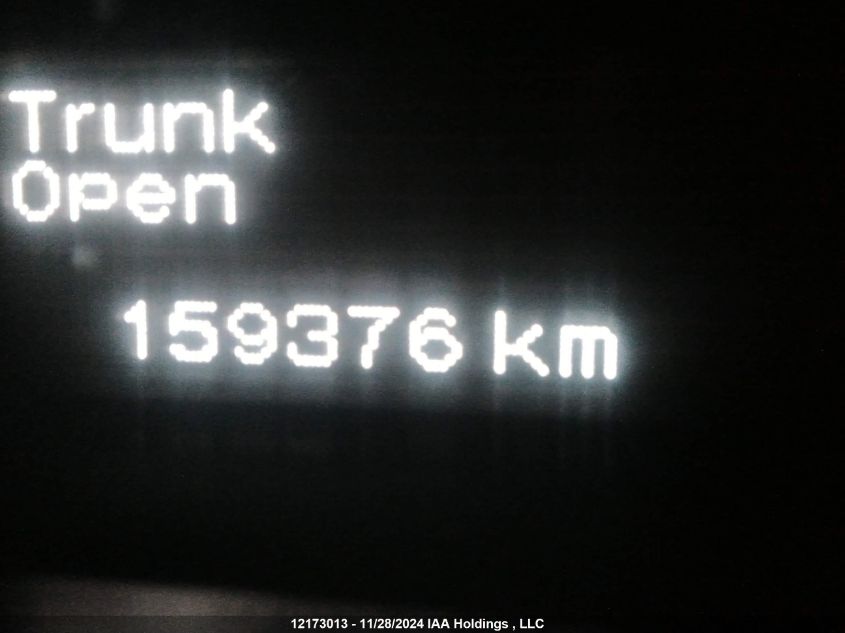 Trunk
Open
159376 km
12173013 - 11/28/2024 IAA Holdings , LLC